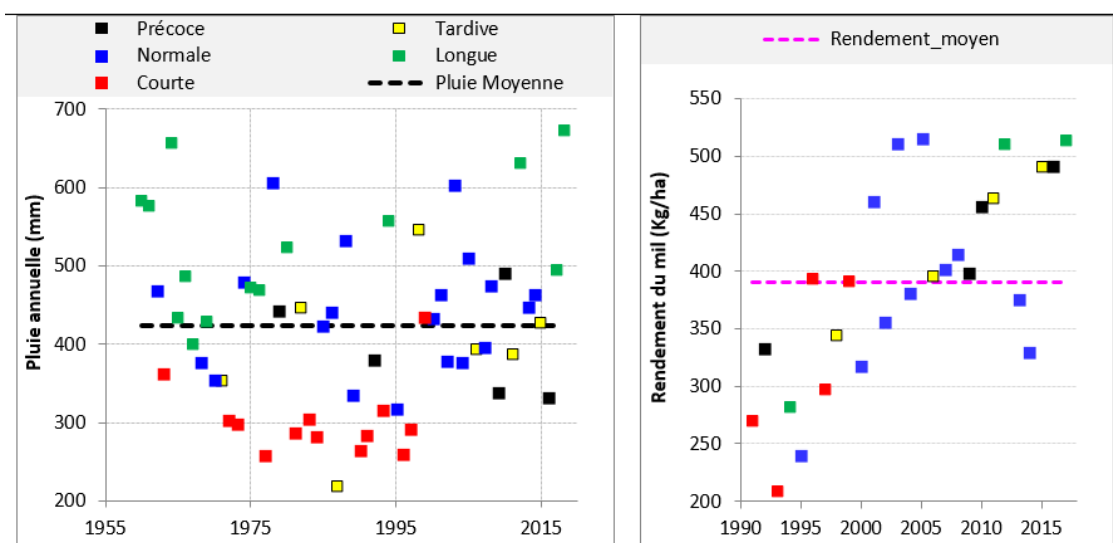 Précoce
Tardive
Normale
Longue
Courte
Pluie Moyenne
Pluie annuelle (mm)
700
600
500
400
300
200
1955
1975
1995
2015
Rendement_moyen
Rendement du mil (Kg/ha)
550
500
450
400
350
300
250
200
1990
1995
2000
2005
2010
2015